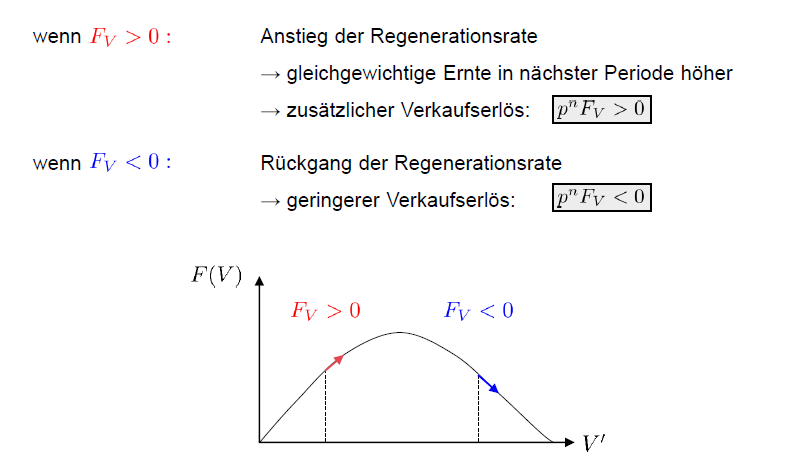 wenn F_V > 0 : Anstieg der Regenerationsrate
→ gleichgewichtige Ernte in nächster Periode höher
→ zusätzlicher Verkaufserlös: p^n F_V > 0
wenn F_V < 0 : Rückgang der Regenerationsrate
→ geringerer Verkaufserlös: p^n F_V < 0
F(V)
F_V > 0 F_V < 0
V'